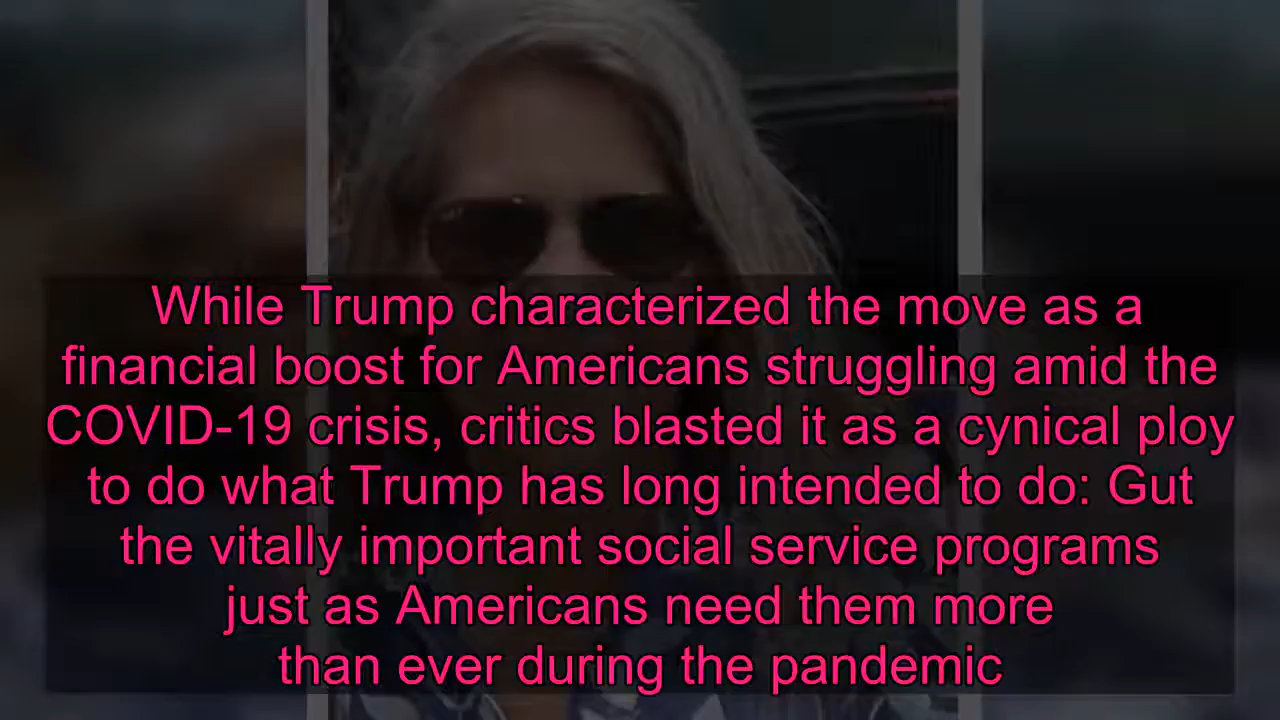 While Trump characterized the move as a
financial boost for Americans struggling amid the
COVID-19 crisis, critics blasted it as a cynical ploy
to do what Trump has long intended to do: Gut
the vitally important social service programs
just as Americans need them more
than ever during the pandemic